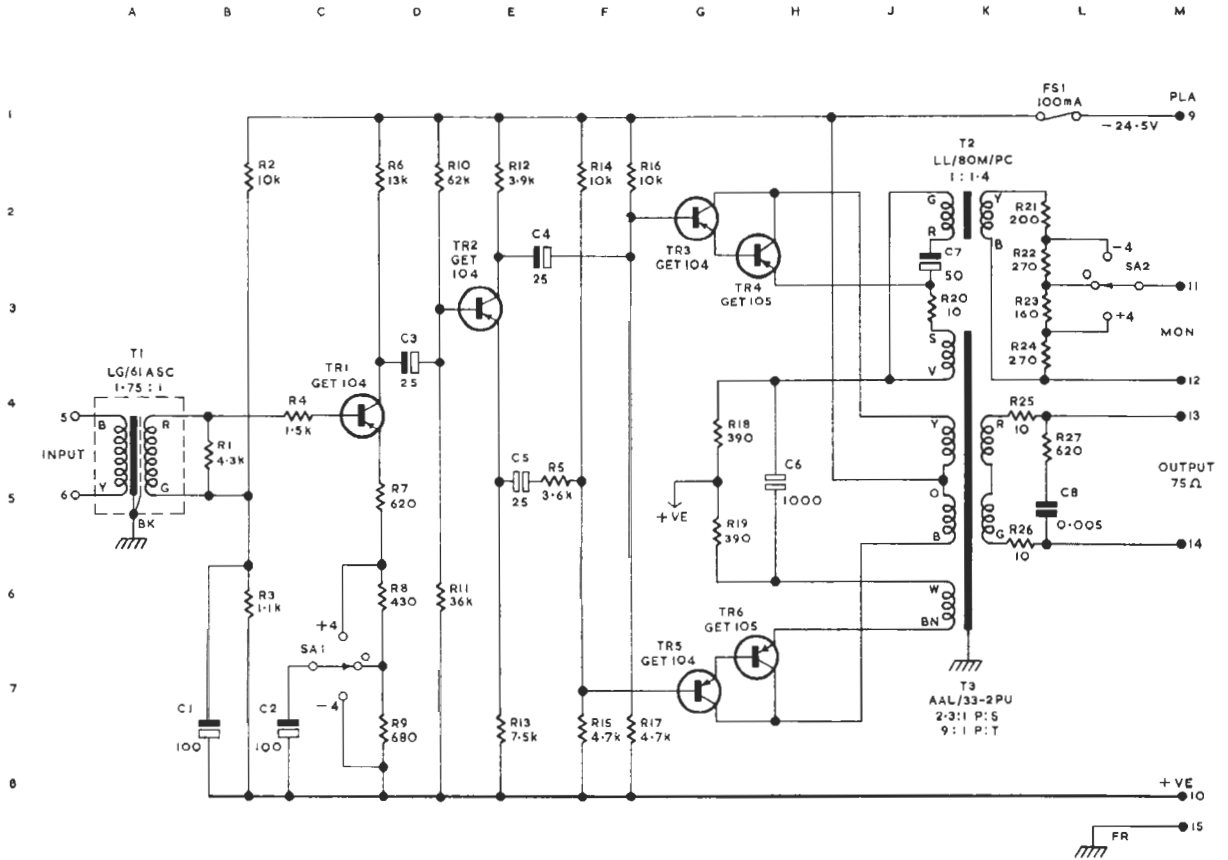 A B C D E F G H J K L M
FS1
100mA
PLA
1
9
-24·5V
T2
LL/80M/PC
1 : 1·4
R2
10k
R6
13k
R10
62k
R12
3·9k
R14
10k
R16
10k
2
G
R
Y
B
R21
200
TR2
GET
104
C4
25
TR3
GET104
TR4
GET105
C7
50
R22
270
-4
O
SA2
11
3
R20
10
R23
160
+4
MON
T1
LG/61ASC
1·75 : 1
TR1
GET104
C3
25
S
V
R24
270
12
4
R4
1·5k
5
B
R
R1
4·3k
R18
390
Y
R
R25
10
13
R27
620
INPUT
C5
25
R5
3·6k
C6
1000
OUTPUT
75Ω
5
6
Y
G
BK
R7
620
+VE
R19
390
O
B
G
C8
0·005
R26
10
14
6
R3
1·1k
R8
430
R11
36k
W
BN
+4
SA1
O
-4
TR6
GET105
TR5
GET104
7
T3
AAL/33-2PU
2·3:1 P:S
9:1 P:T
C1
100
C2
100
R9
680
R13
7·5k
R15
4·7k
R17
4·7k
8
+VE
10
15
FR